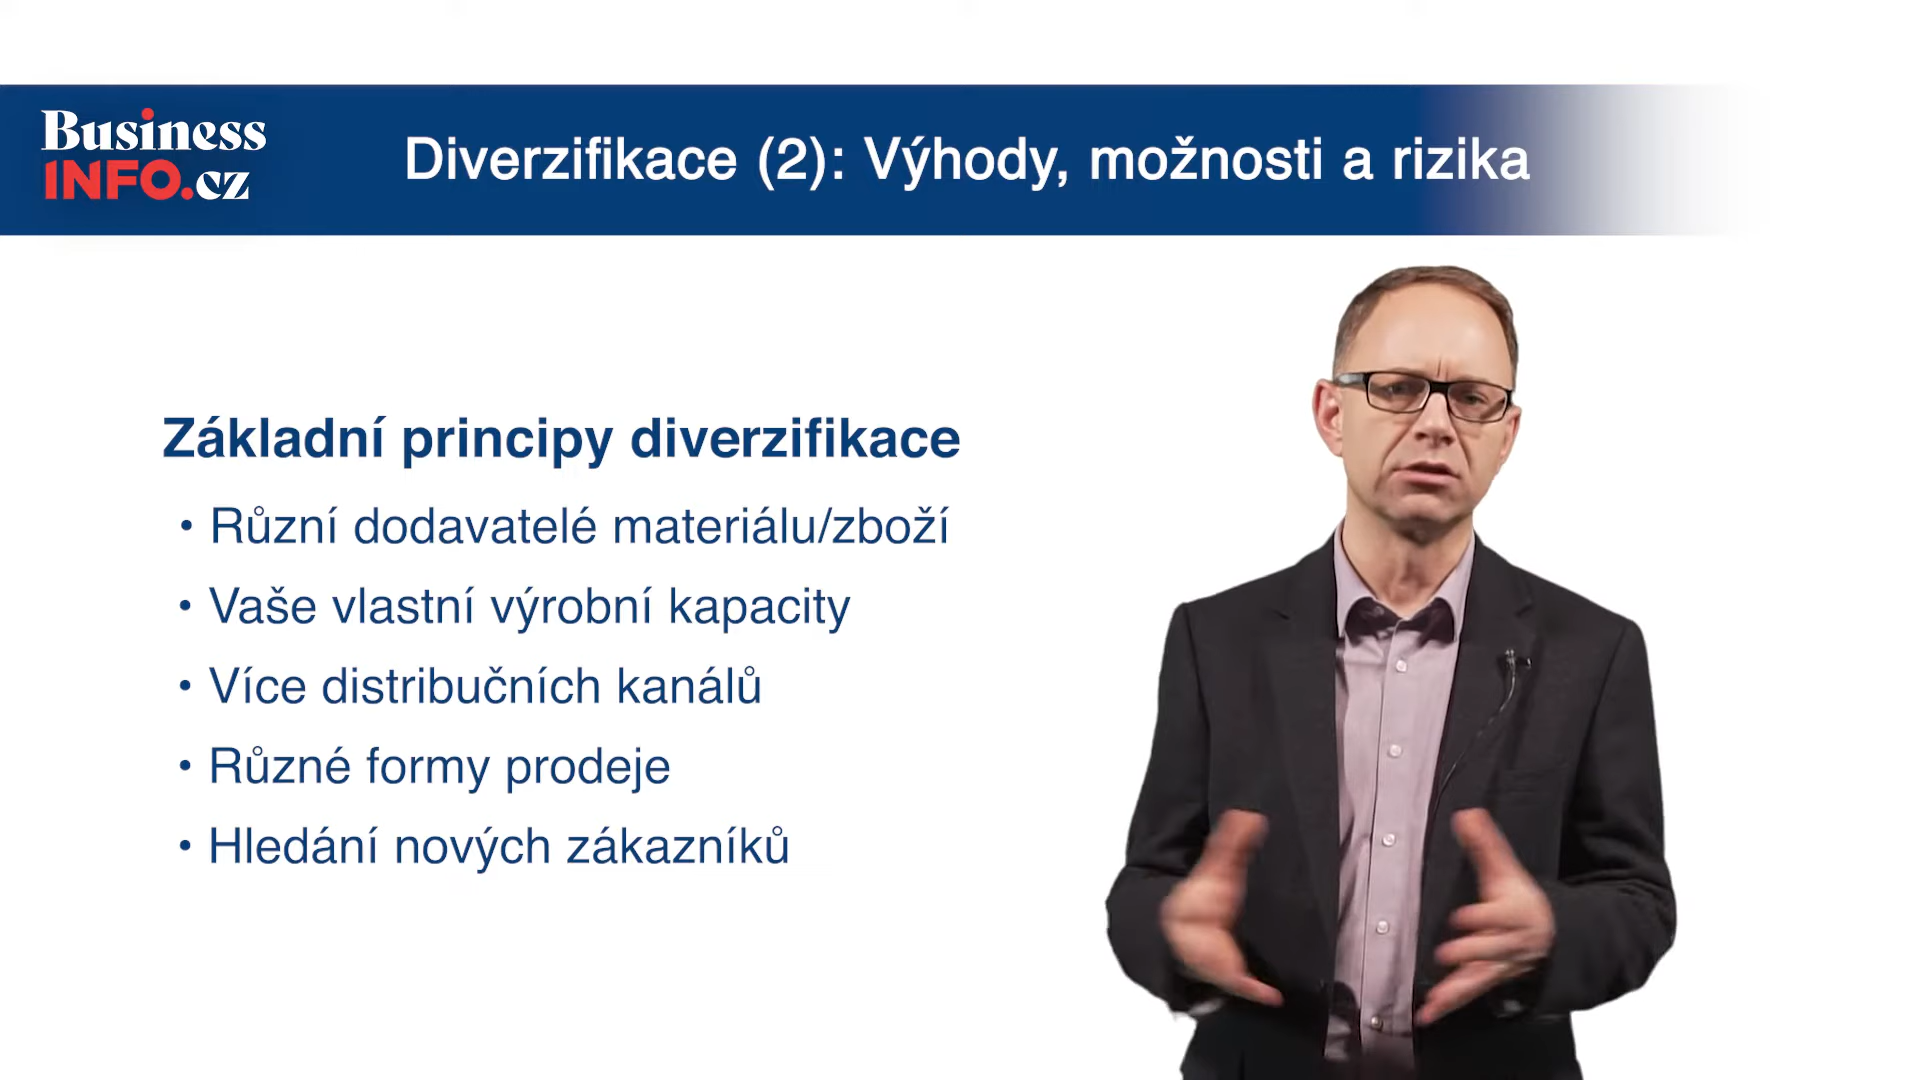 Business
INFO.cz
Diverzifikace (2): Výhody, možnosti a rizika
Základní principy diverzifikace
• Různí dodavatelé materiálu/zboží
• Vaše vlastní výrobní kapacity
• Více distribučních kanálů
• Různé formy prodeje
• Hledání nových zákazníků